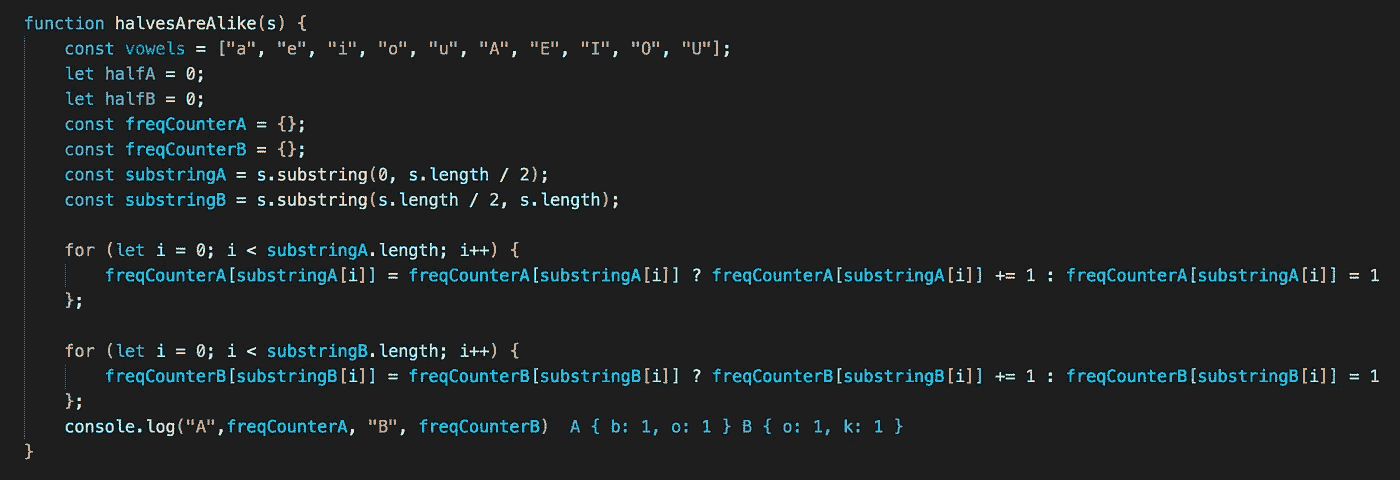 function halvesAreAlike(s) {
    const vowels = ["a", "e", "i", "o", "u", "A", "E", "I", "O", "U"];
    let halfA = 0;
    let halfB = 0;
    const freqCounterA = {};
    const freqCounterB = {};
    const substringA = s.substring(0, s.length / 2);
    const substringB = s.substring(s.length / 2, s.length);

    for (let i = 0; i < substringA.length; i++) {
        freqCounterA[substringA[i]] = freqCounterA[substringA[i]] ? freqCounterA[substringA[i]] += 1 : freqCounterA[substringA[i]] = 1
    };

    for (let i = 0; i < substringB.length; i++) {
        freqCounterB[substringB[i]] = freqCounterB[substringB[i]] ? freqCounterB[substringB[i]] += 1 : freqCounterB[substringB[i]] = 1
    };
    console.log("A",freqCounterA, "B", freqCounterB)  A { b: 1, o: 1 } B { o: 1, k: 1 }
}